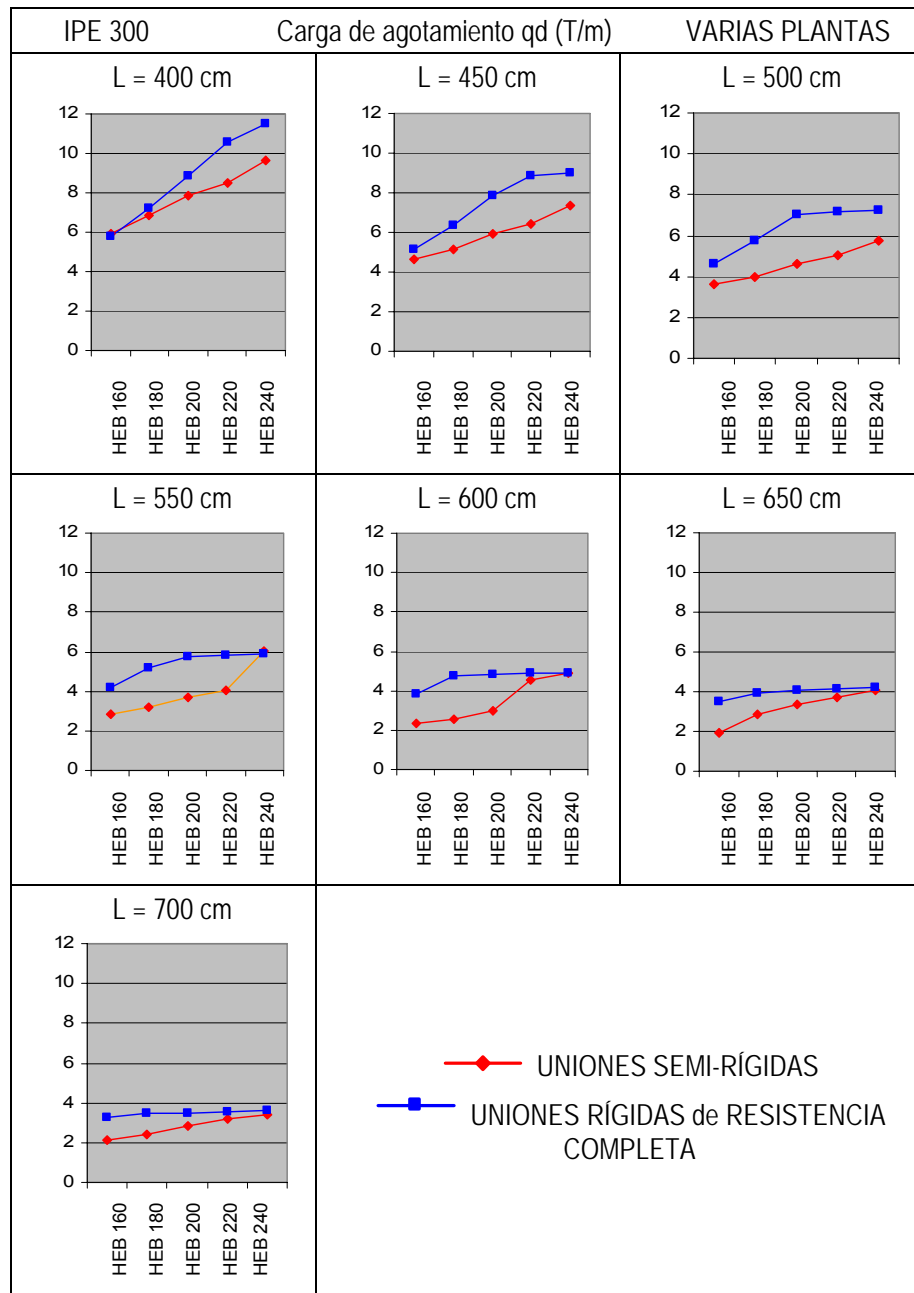 IPE 300 Carga de agotamiento qd (T/m) VARIAS PLANTAS
L = 400 cm
12
10
8
6
4
2
0
HEB 160
HEB 180
HEB 200
HEB 220
HEB 240
L = 450 cm
12
10
8
6
4
2
0
HEB 160
HEB 180
HEB 200
HEB 220
HEB 240
L = 500 cm
12
10
8
6
4
2
0
HEB 160
HEB 180
HEB 200
HEB 220
HEB 240
L = 550 cm
12
10
8
6
4
2
0
HEB 160
HEB 180
HEB 200
HEB 220
HEB 240
L = 600 cm
12
10
8
6
4
2
0
HEB 160
HEB 180
HEB 200
HEB 220
HEB 240
L = 650 cm
12
10
8
6
4
2
0
HEB 160
HEB 180
HEB 200
HEB 220
HEB 240
L = 700 cm
12
10
8
6
4
2
0
HEB 160
HEB 180
HEB 200
HEB 220
HEB 240
UNIONES SEMI-RÍGIDAS
UNIONES RÍGIDAS de RESISTENCIA
COMPLETA